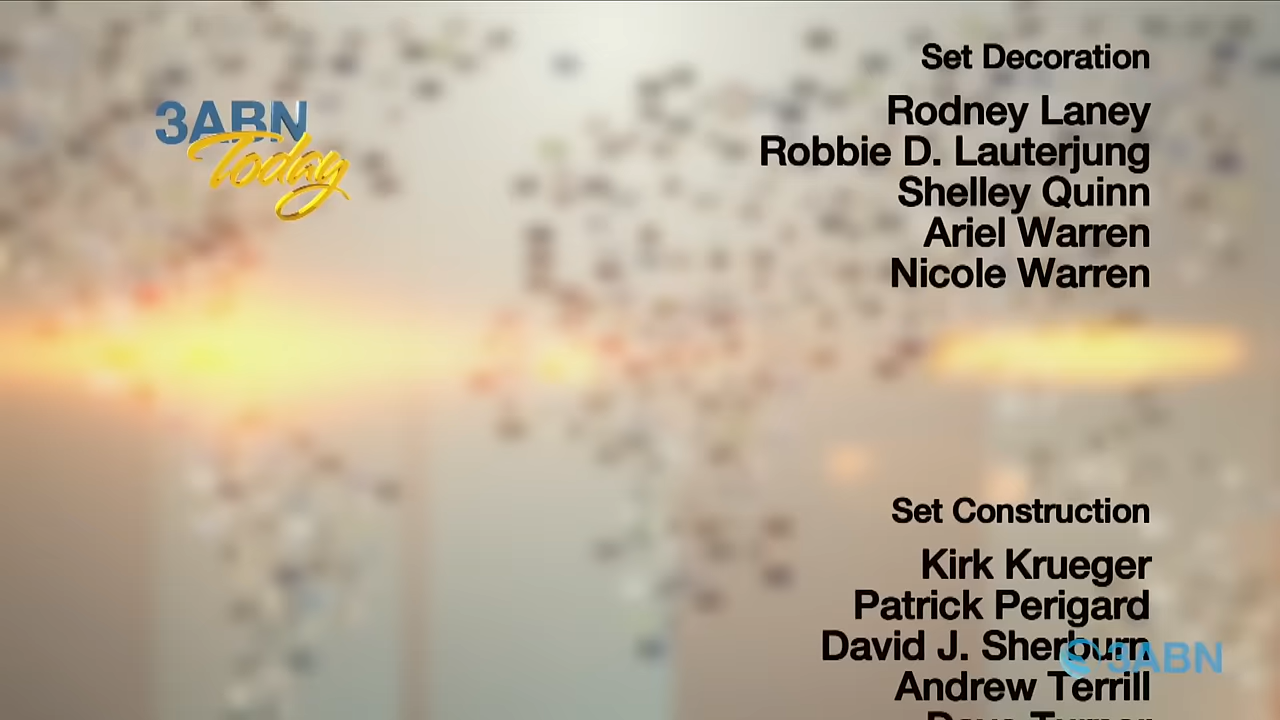 3ABN
Today
Set Decoration
Rodney Laney
Robbie D. Lauterjung
Shelley Quinn
Ariel Warren
Nicole Warren
Set Construction
Kirk Krueger
Patrick Perigard
David J. Sherburn
3ABN
Andrew Terrill